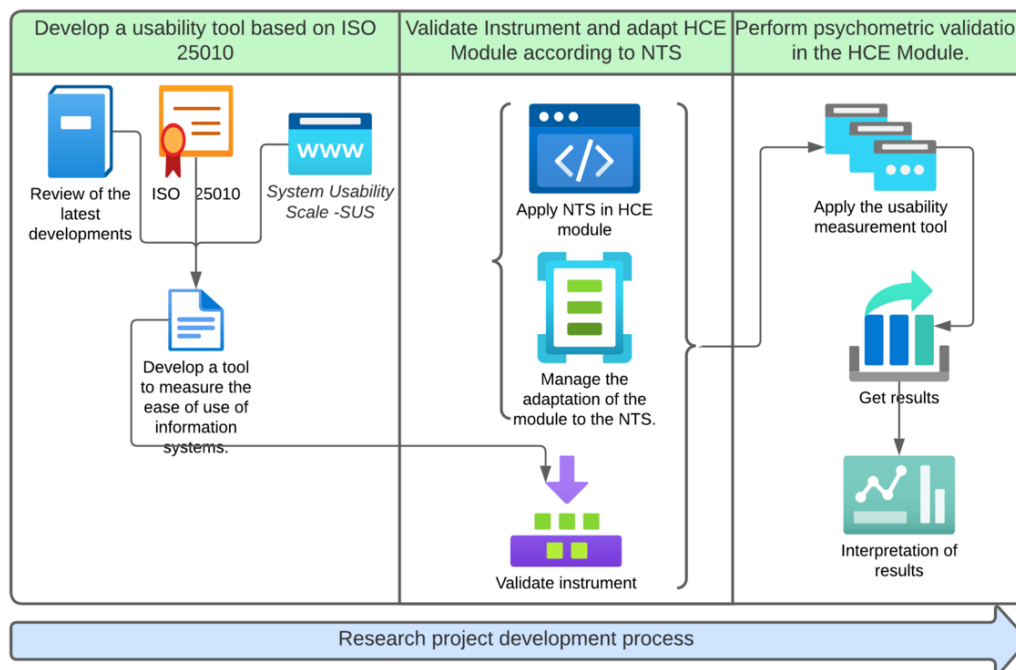 Develop a usability tool based on ISO
25010
Validate Instrument and adapt HCE
Module according to NTS
Perform psychometric validatio
in the HCE Module.
Review of the
latest
developments
ISO 25010
www
System Usability
Scale -SUS
Develop a tool
to measure the
ease of use of
information
systems.
Apply NTS in HCE
module
Manage the
adaptation of the
module to the NTS.
Validate instrument
Apply the usability
measurement tool
Get results
Interpretation of
results
Research project development process